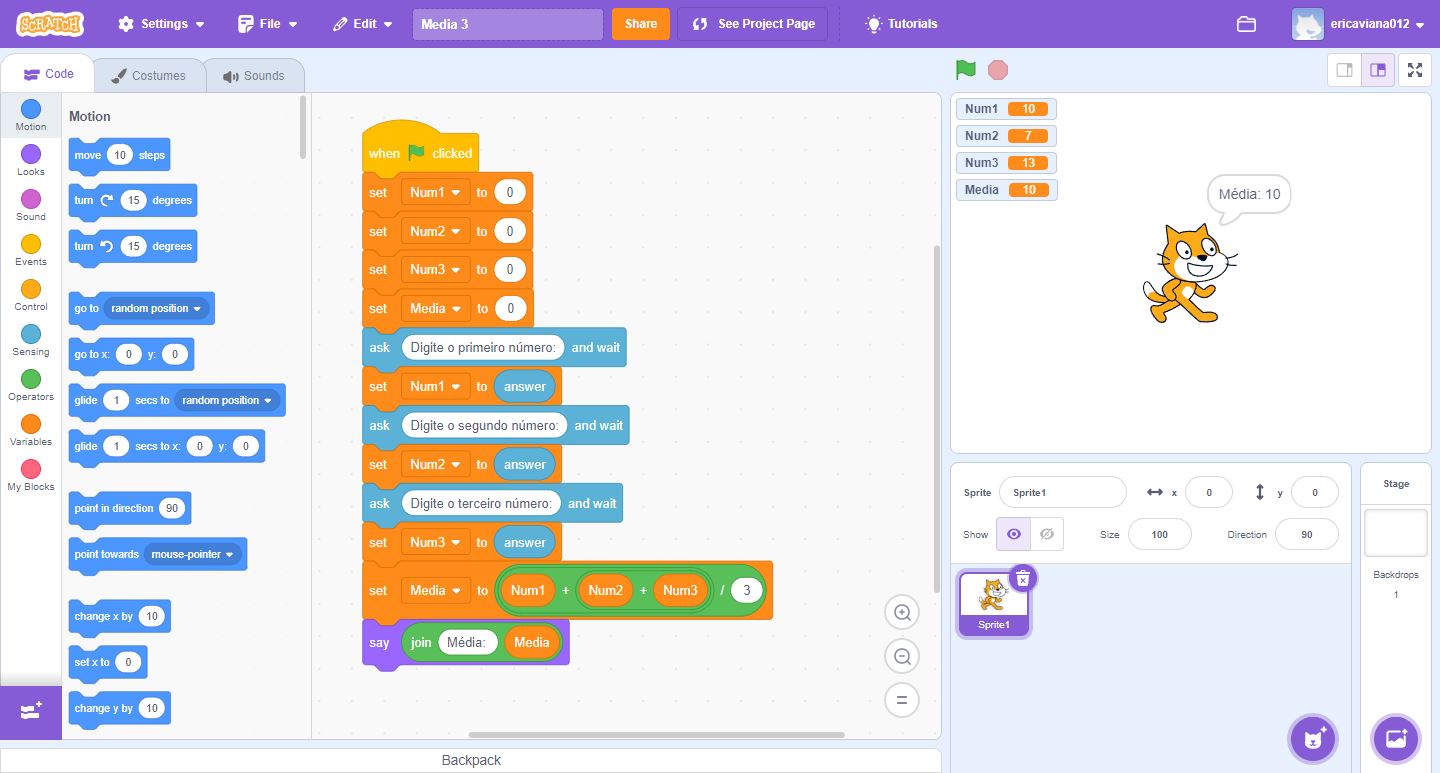 SCRATCH Settings File Edit Media 3 Share See Project Page Tutorials ericaviana012
Code Costumes Sounds
Motion
Looks
Sound
Events
Control
Sensing
Operators
Variables
My Blocks
Motion
move 10 steps
turn 15 degrees
turn 15 degrees
go to random position
go to x: 0 y: 0
glide 1 secs to random position
glide 1 secs to x: 0 y: 0
point in direction 90
point towards mouse-pointer
change x by 10
set x to 0
change y by 10
when clicked
set Num1 to 0
set Num2 to 0
set Num3 to 0
set Media to 0
ask Digite o primeiro número: and wait
set Num1 to answer
ask Digite o segundo número: and wait
set Num2 to answer
ask Digite o terceiro número: and wait
set Num3 to answer
set Media to Num1 + Num2 + Num3 / 3
say join Média: Media
Backpack
Num1 10
Num2 7
Num3 13
Media 10
Média: 10
Sprite Sprite1 x 0 y 0
Show Size 100 Direction 90
Sprite1
Stage
Backdrops
1